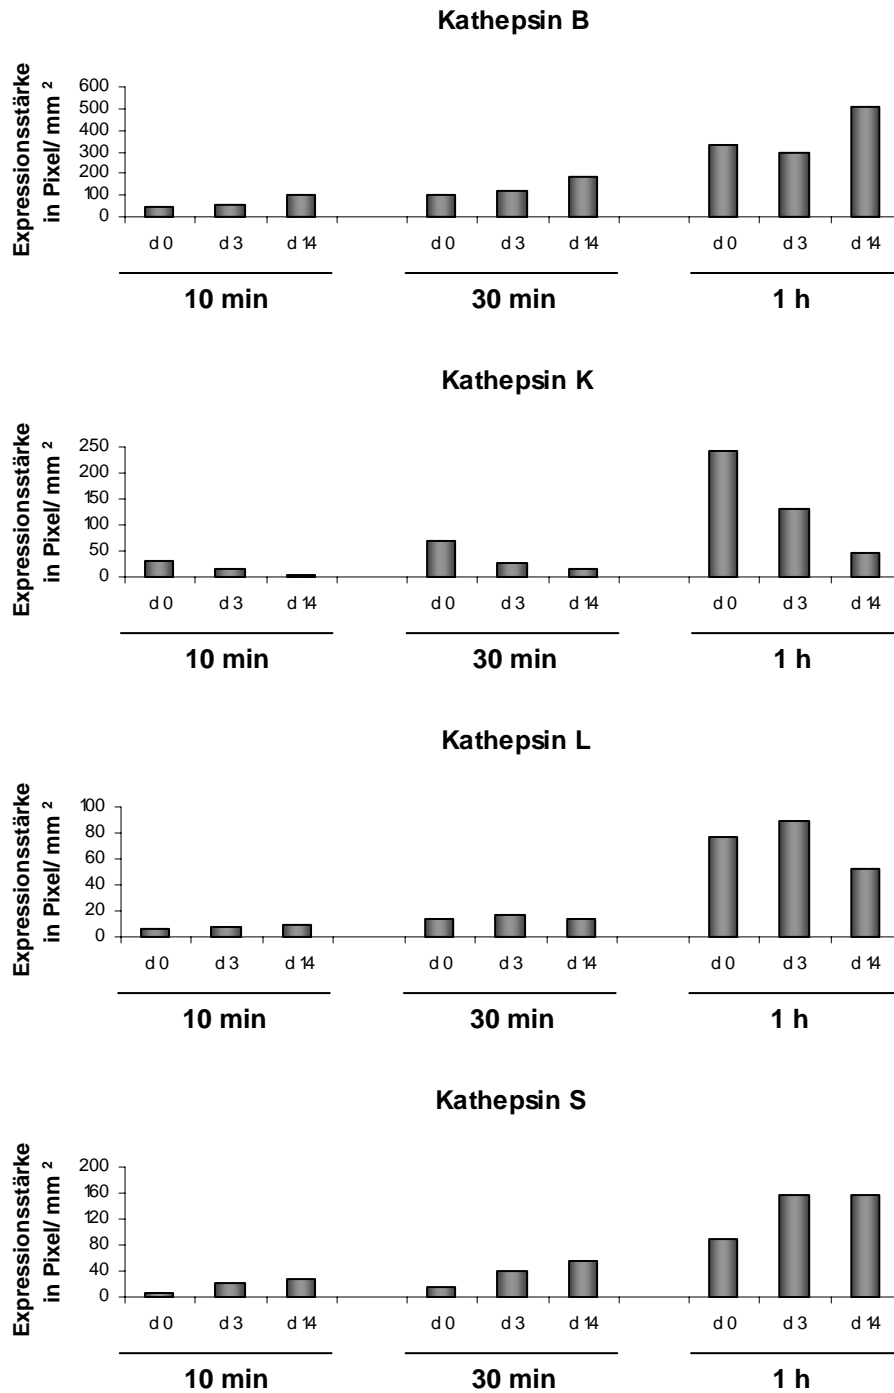 Kathepsin B
Expressionsstärke
in Pixel/ mm ²
600
500
400
300
200
100
0
d 0 d 3 d 14 d 0 d 3 d 14 d 0 d 3 d 14
10 min 30 min 1 h
Kathepsin K
Expressionsstärke
in Pixel/ mm ²
250
200
150
100
50
0
d 0 d 3 d 14 d 0 d 3 d 14 d 0 d 3 d 14
10 min 30 min 1 h
Kathepsin L
Expressionsstärke
in Pixel/ mm ²
100
80
60
40
20
0
d 0 d 3 d 14 d 0 d 3 d 14 d 0 d 3 d 14
10 min 30 min 1 h
Kathepsin S
Expressionsstärke
in Pixel/ mm ²
200
160
120
80
40
0
d 0 d 3 d 14 d 0 d 3 d 14 d 0 d 3 d 14
10 min 30 min 1 h